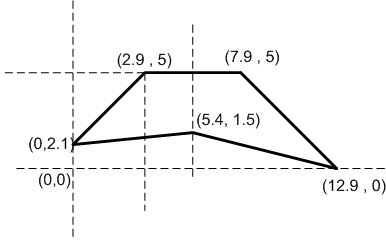 (2.9 , 5)
(7.9 , 5)
(5.4, 1.5)
(0,2.1)
(0,0)
(12.9 , 0)